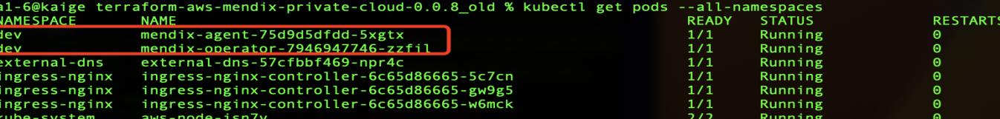 a1-6@kaige terraform-aws-mendix-private-cloud-0.0.8_old % kubectl get pods --all-namespaces
NAMESPACE NAME READY STATUS RESTARTS
dev mendix-agent-75d9d5dfdd-5xgtx 1/1 Running 0
dev mendix-operator-7946947746-zzfjl 1/1 Running 0
external-dns external-dns-57cfbbf469-npr4c 1/1 Running 0
ingress-nginx ingress-nginx-controller-6c65d86665-5c7cn 1/1 Running 0
ingress-nginx ingress-nginx-controller-6c65d86665-gw9g5 1/1 Running 0
ingress-nginx ingress-nginx-controller-6c65d86665-w6mck 1/1 Running 0
kube-system aws-node-jsn7v 2/2 Running 0